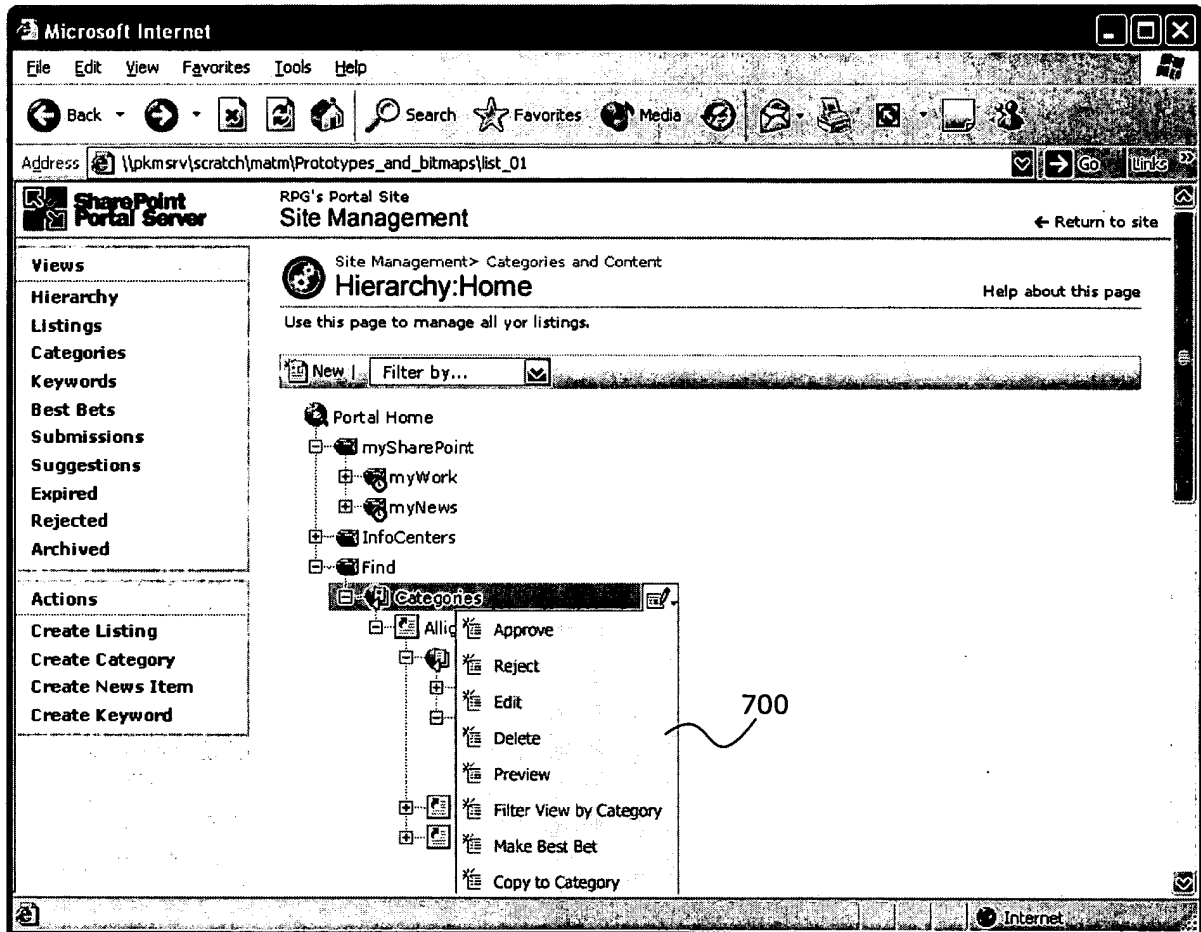 Microsoft Internet
File Edit View Favorites Tools Help
Back Search Favorites Media
Address \\pkmsrv\scratch\matm\Prototypes_and_bitmaps\list_01 Go Links
SharePoint Portal Server
RPG's Portal Site
Site Management
Return to site
Views
Hierarchy
Listings
Categories
Keywords
Best Bets
Submissions
Suggestions
Expired
Rejected
Archived
Actions
Create Listing
Create Category
Create News Item
Create Keyword
Site Management> Categories and Content
Hierarchy:Home
Help about this page
Use this page to manage all yor listings.
New | Filter by...
Portal Home
mySharePoint
myWork
myNews
InfoCenters
Find
Categories
Allig
Approve
Reject
Edit
Delete
Preview
Filter View by Category
Make Best Bet
Copy to Category
700
Internet